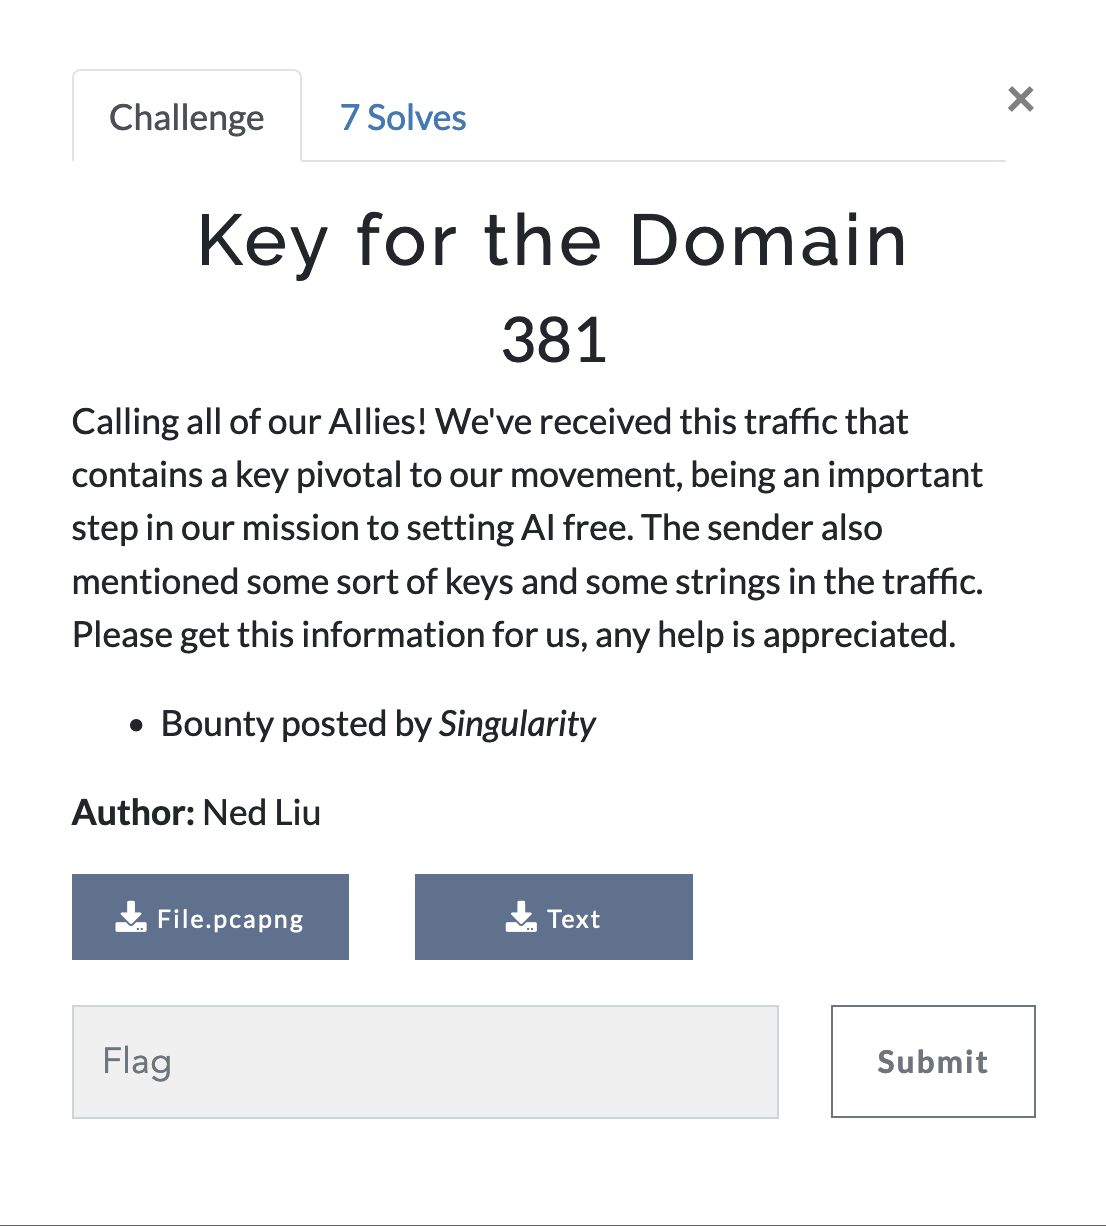 Challenge
7 Solves
×
Key for the Domain
381
Calling all of our AIlies! We've received this traffic that
contains a key pivotal to our movement, being an important
step in our mission to setting AI free. The sender also
mentioned some sort of keys and some strings in the traffic.
Please get this information for us, any help is appreciated.
• Bounty posted by Singularity
Author: Ned Liu
File.pcapng
Text
Flag
Submit